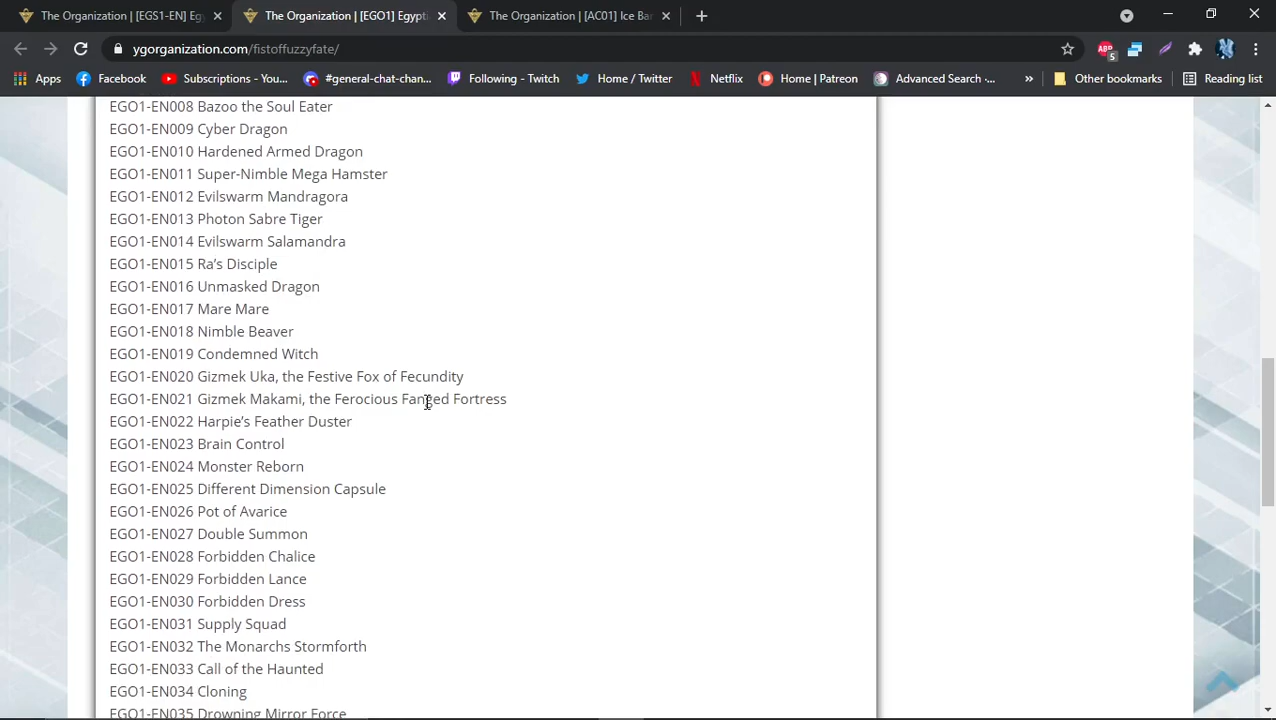 The Organization | [EGS1-EN] Eg
The Organization | [EGO1] Egypti
The Organization | [AC01] Ice Ba
ygorganization.com/fistoffuzzyfate/
5
Apps
Facebook
Subscriptions - You...
#general-chat-chan...
Following - Twitch
Home / Twitter
Netflix
Home | Patreon
Advanced Search -...
»
Other bookmarks
Reading list
EGO1-EN008 Bazoo the Soul Eater
EGO1-EN009 Cyber Dragon
EGO1-EN010 Hardened Armed Dragon
EGO1-EN011 Super-Nimble Mega Hamster
EGO1-EN012 Evilswarm Mandragora
EGO1-EN013 Photon Sabre Tiger
EGO1-EN014 Evilswarm Salamandra
EGO1-EN015 Ra’s Disciple
EGO1-EN016 Unmasked Dragon
EGO1-EN017 Mare Mare
EGO1-EN018 Nimble Beaver
EGO1-EN019 Condemned Witch
EGO1-EN020 Gizmek Uka, the Festive Fox of Fecundity
EGO1-EN021 Gizmek Makami, the Ferocious Fanged Fortress
EGO1-EN022 Harpie’s Feather Duster
EGO1-EN023 Brain Control
EGO1-EN024 Monster Reborn
EGO1-EN025 Different Dimension Capsule
EGO1-EN026 Pot of Avarice
EGO1-EN027 Double Summon
EGO1-EN028 Forbidden Chalice
EGO1-EN029 Forbidden Lance
EGO1-EN030 Forbidden Dress
EGO1-EN031 Supply Squad
EGO1-EN032 The Monarchs Stormforth
EGO1-EN033 Call of the Haunted
EGO1-EN034 Cloning
EGO1-EN035 Drowning Mirror Force